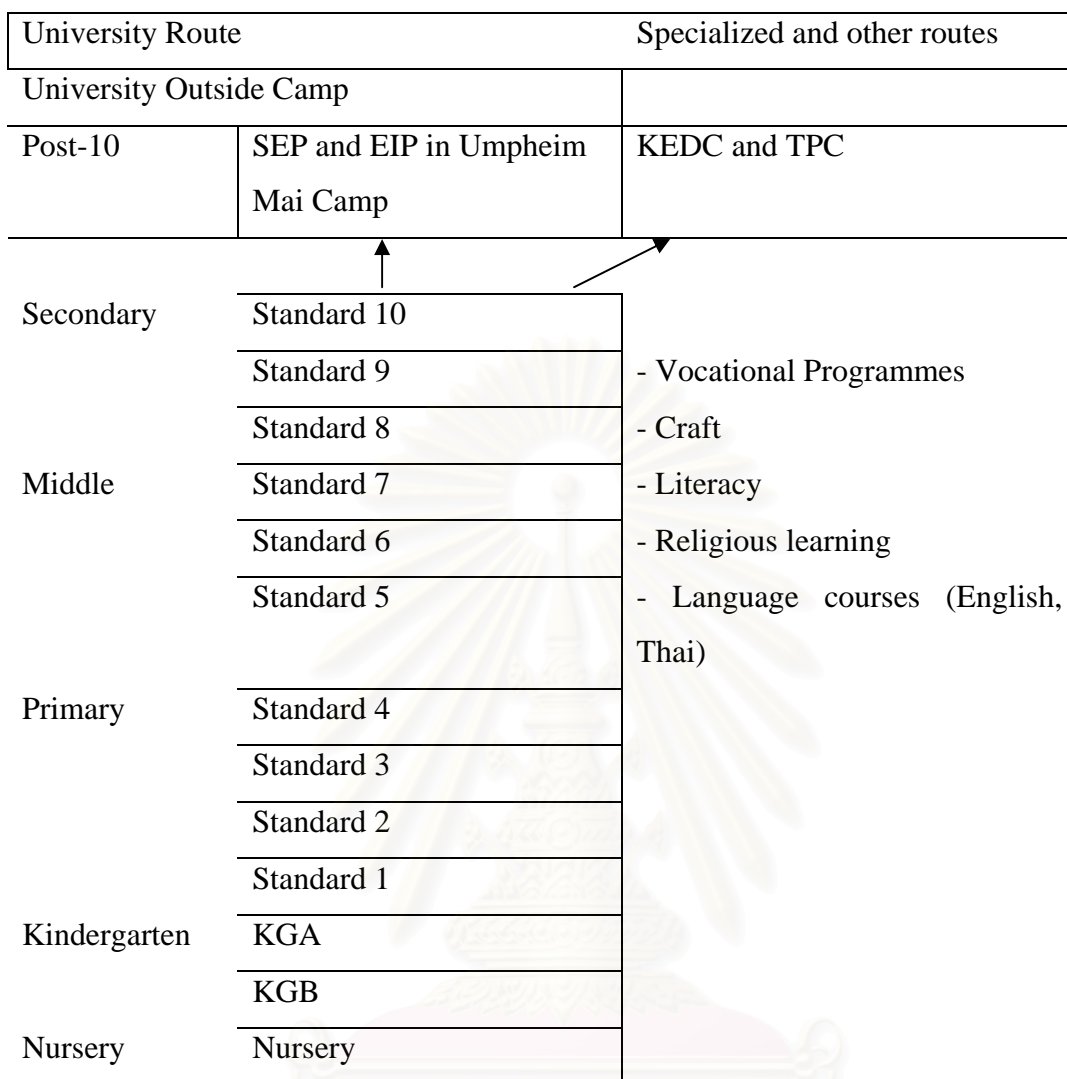 University Route Specialized and other routes
University Outside Camp
Post-10 SEP and EIP in Umpheim KEDC and TPC
Mai Camp
Secondary Standard 10
Standard 9 - Vocational Programmes
Standard 8 - Craft
Middle Standard 7 - Literacy
Standard 6 - Religious learning
Standard 5 - Language courses (English,
Thai)
Primary Standard 4
Standard 3
Standard 2
Standard 1
Kindergarten KGA
KGB
Nursery Nursery